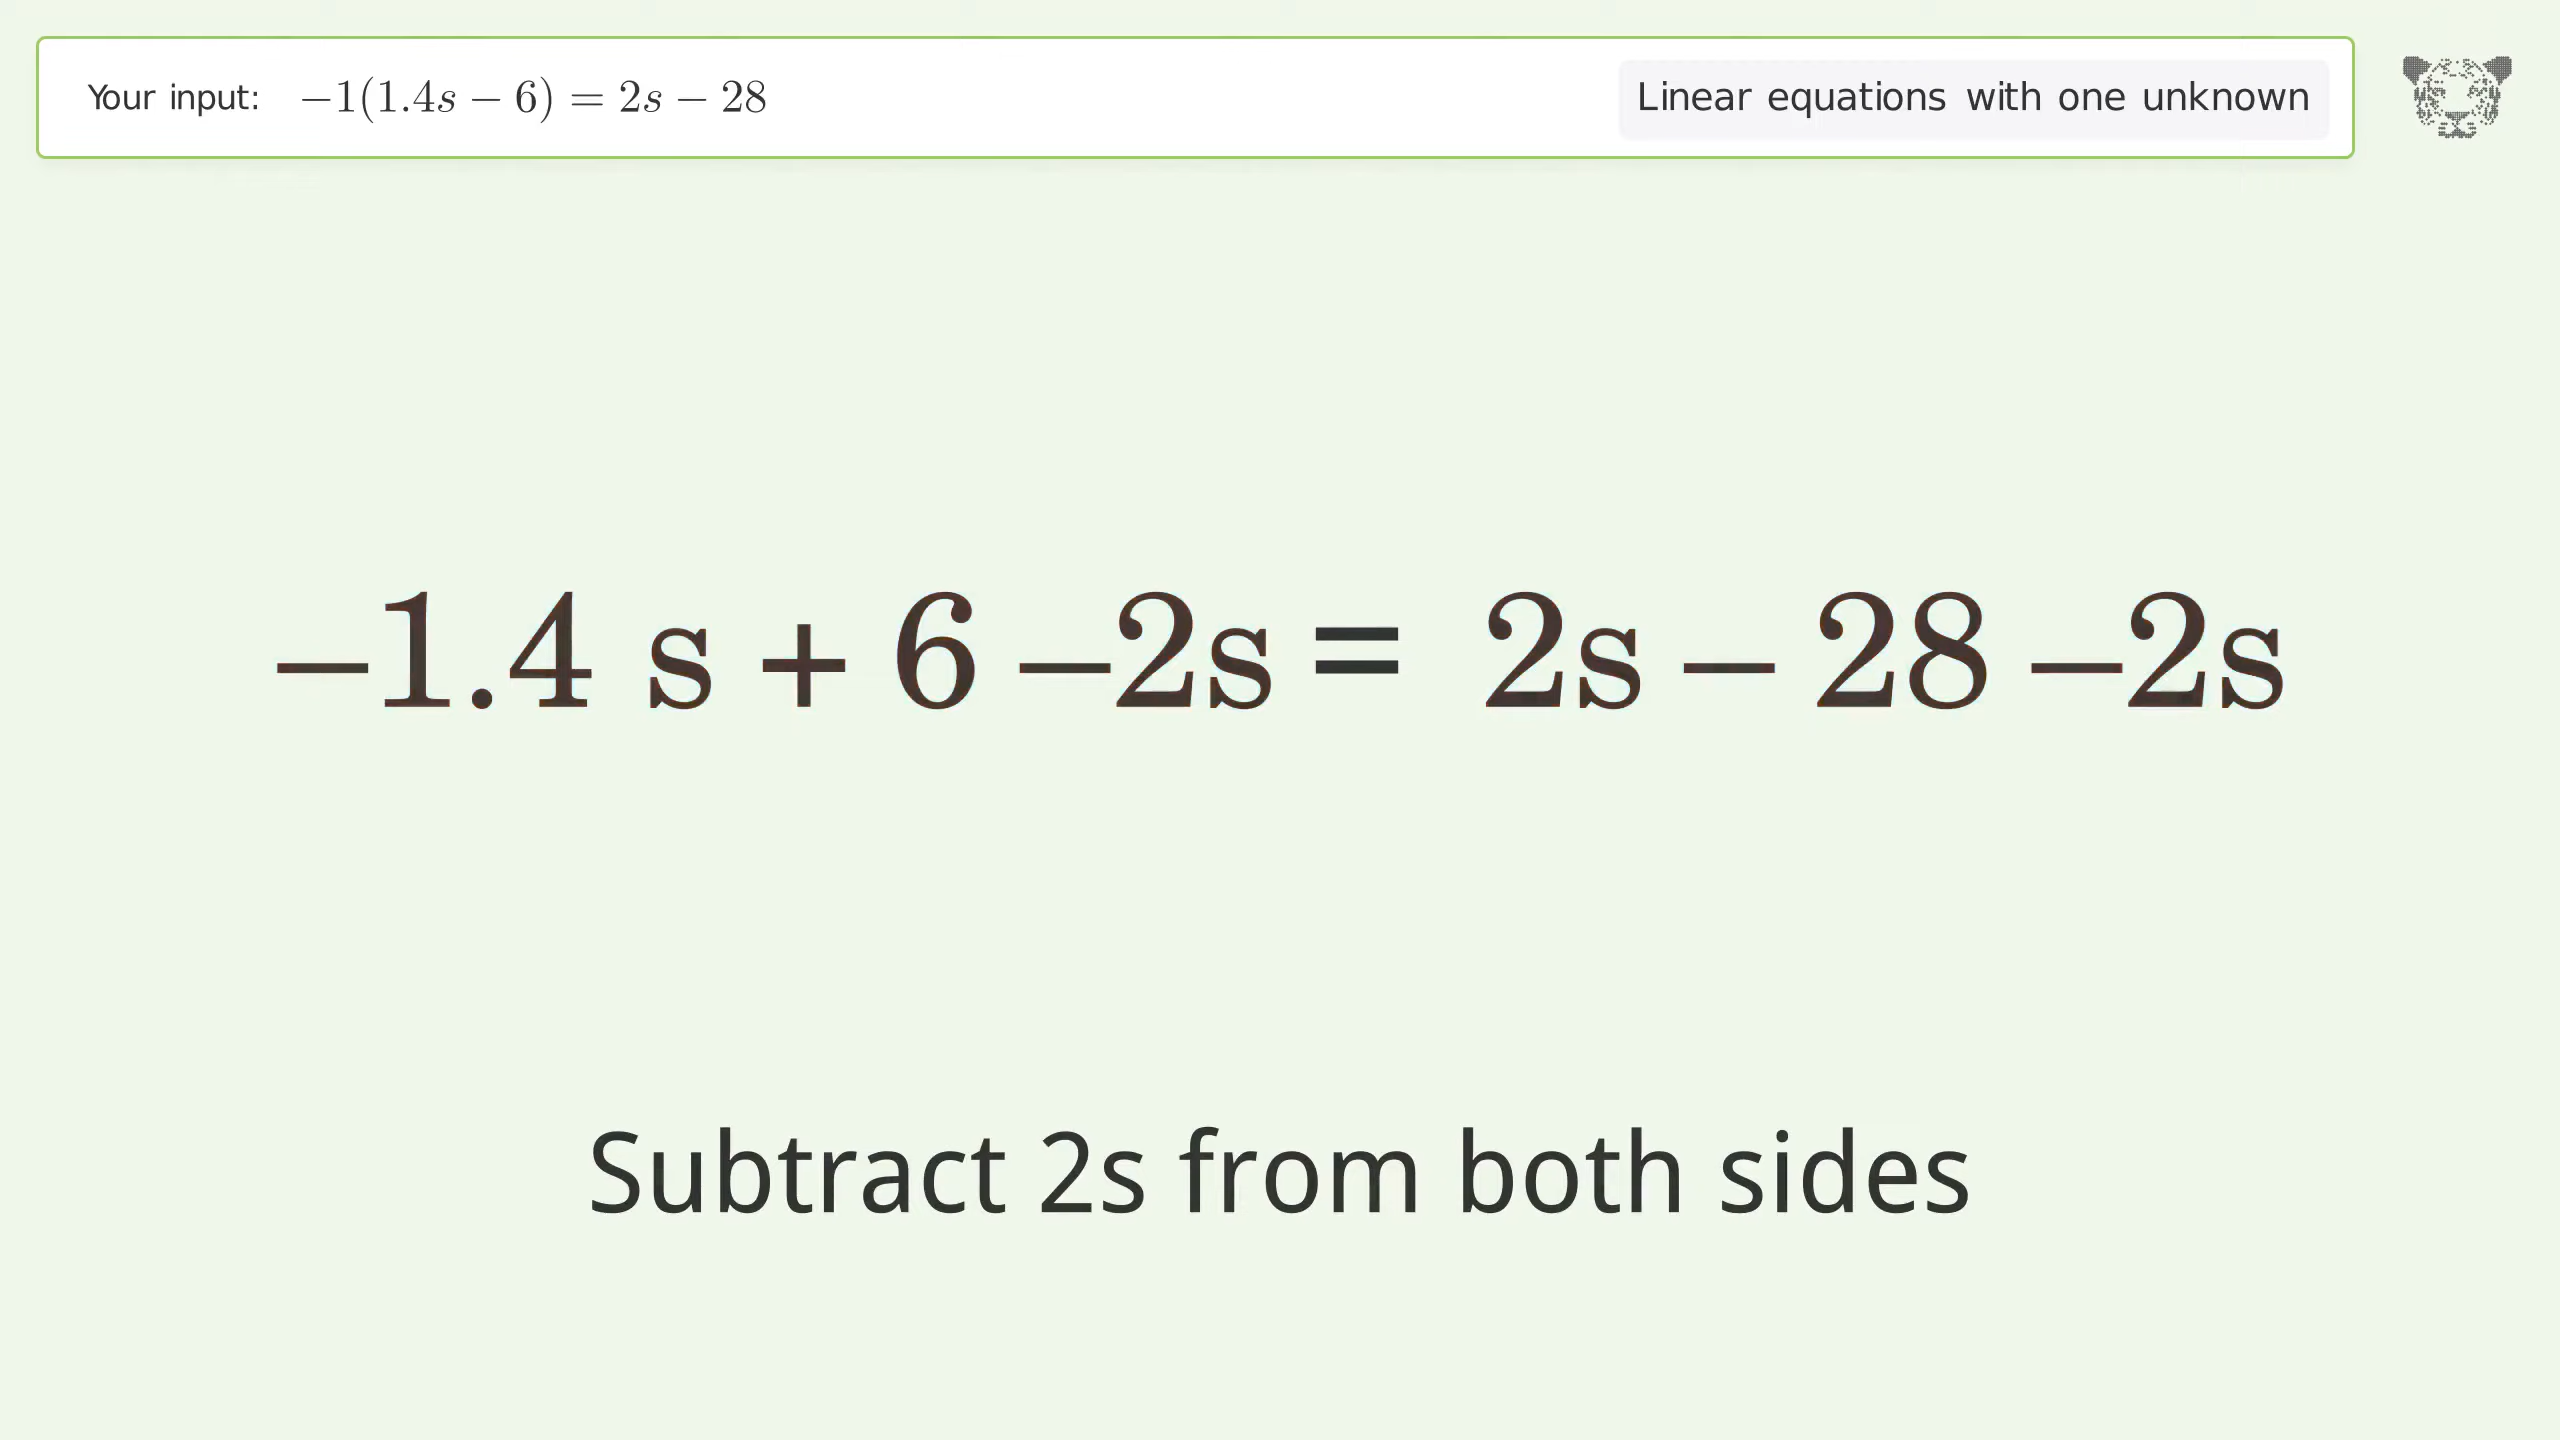 Your input: −1(1.4s − 6) = 2s − 28
Linear equations with one unknown
−1.4 s + 6 −2s = 2s − 28 −2s
Subtract 2s from both sides